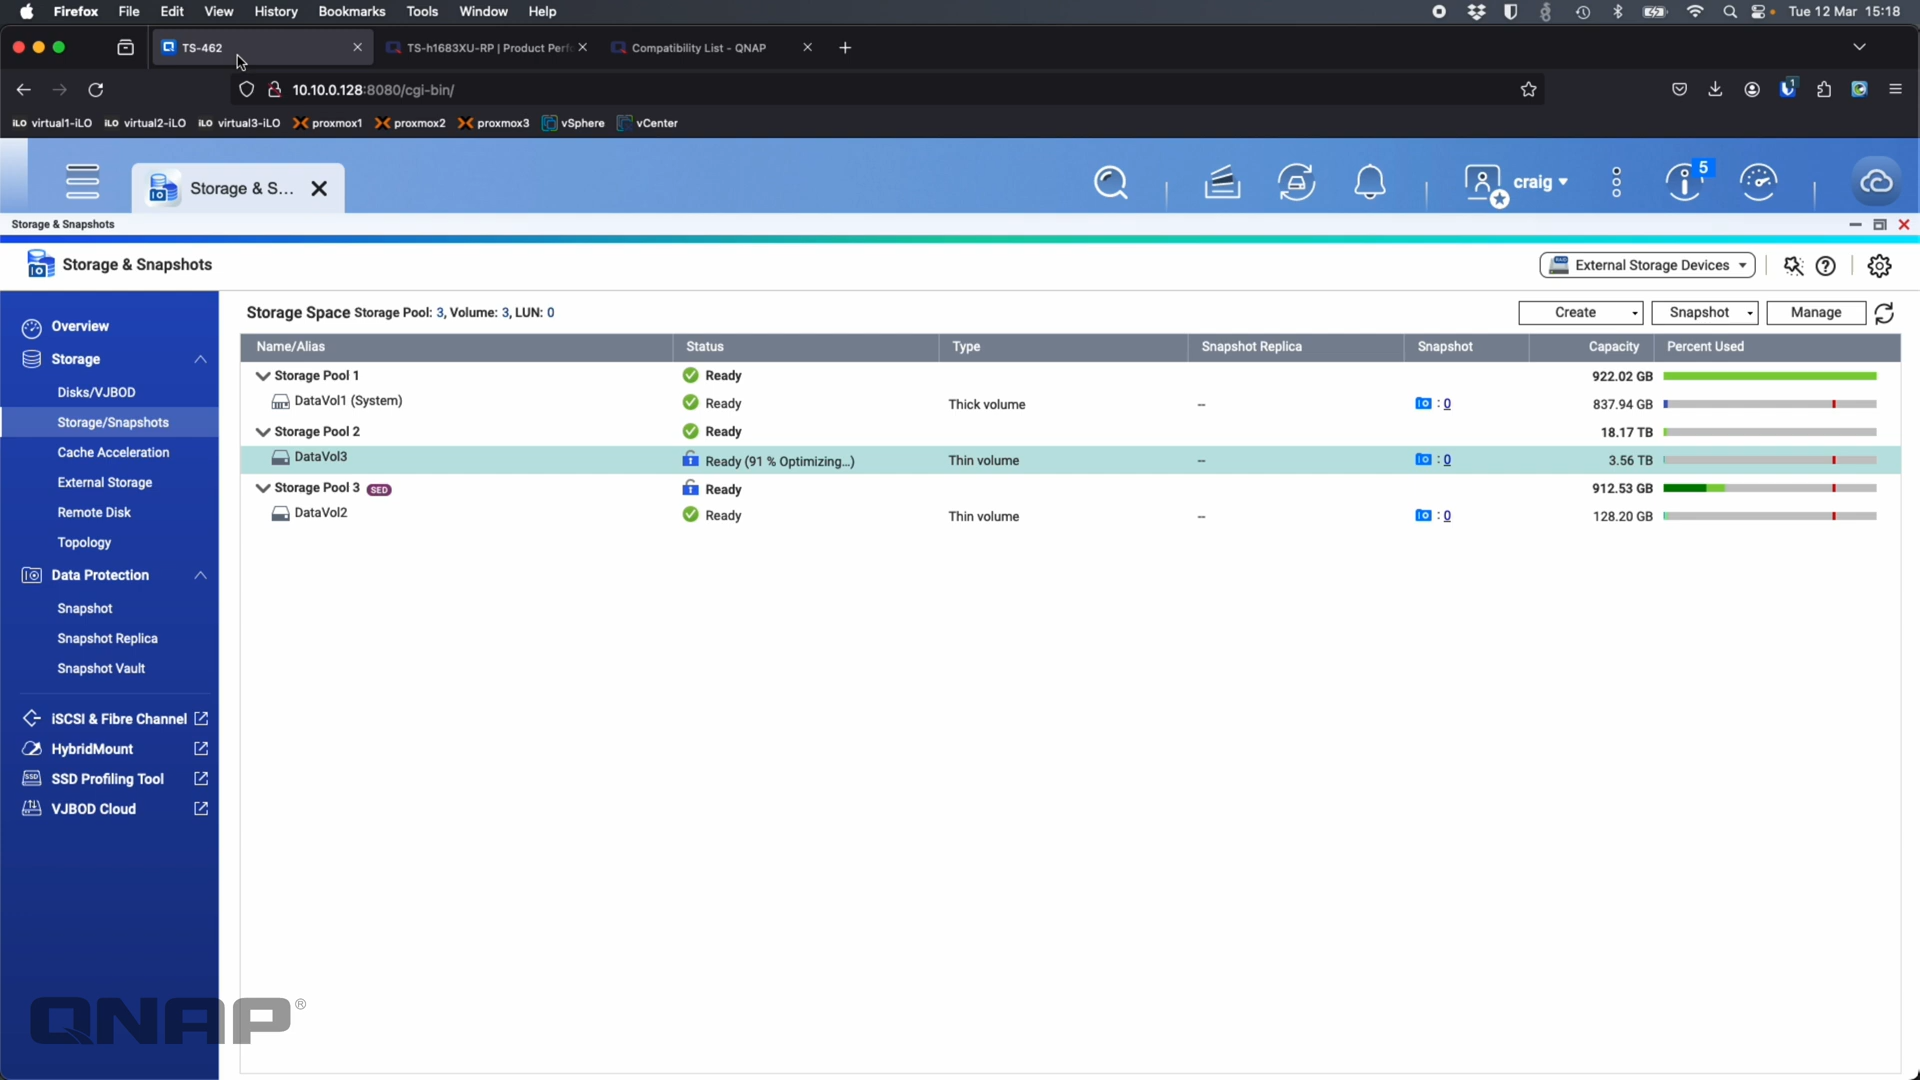 Firefox File Edit View History Bookmarks Tools Window Help Tue 12 Mar 15:18
TS-462 TS-h1683XU-RP | Product Perf Compatibility List - QNAP
10.10.0.128:8080/cgi-bin/ 1
iLO virtual1-iLO iLO virtual2-iLO iLO virtual3-iLO proxmox1 proxmox2 proxmox3 vSphere vCenter
Storage & S... craig 5
Storage & Snapshots
Storage & Snapshots External Storage Devices
Overview
Storage
Disks/VJBOD
Storage/Snapshots
Cache Acceleration
External Storage
Remote Disk
Topology
Data Protection
Snapshot
Snapshot Replica
Snapshot Vault
iSCSI & Fibre Channel
HybridMount
SSD Profiling Tool
VJBOD Cloud
Storage Space Storage Pool: 3, Volume: 3, LUN: 0 Create Snapshot Manage
Name/Alias Status Type Snapshot Replica Snapshot Capacity Percent Used
Storage Pool 1 Ready 922.02 GB
DataVol1 (System) Ready Thick volume -- : 0 837.94 GB
Storage Pool 2 Ready 18.17 TB
DataVol3 Ready (91 % Optimizing...) Thin volume -- : 0 3.56 TB
Storage Pool 3 SED Ready 912.53 GB
DataVol2 Ready Thin volume -- : 0 128.20 GB
QNAP®